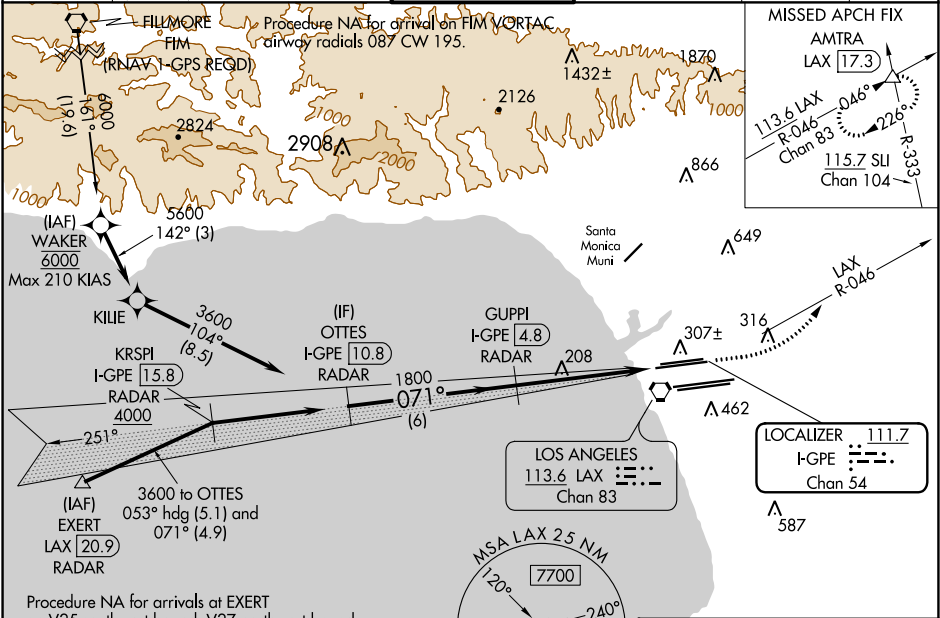 FILLMORE
FIM
(RNAV 1-GPS REQD)
Procedure NA for arrival on FIM VORTAC
airway radials 087 CW 195.
MISSED APCH FIX
AMTRA
LAX 17.3
113.6 LAX
R-046
046°
Chan 83
226°
R-333
115.7 SLI
Chan 104
6000
161°
(11.6)
1432±
1870
2126
2824
2908
1000
2000
1000
1000
866
649
(IAF)
WAKER
6000
Max 210 KIAS
5600
142° (3)
KILIE
3600
104°
(8.5)
Santa
Monica
Muni
LAX
R-046
(IF)
OTTES
I-GPE 10.8
RADAR
GUPPI
I-GPE 4.8
RADAR
KRSPI
I-GPE 15.8
RADAR
4000
1800
071°
(6)
208
307±
316
462
587
251°
(IAF)
EXERT
LAX 20.9
RADAR
3600 to OTTES
053° hdg (5.1) and
071° (4.9)
LOS ANGELES
113.6 LAX
Chan 83
LOCALIZER 111.7
I-GPE
Chan 54
MSA LAX 25 NM
7700
120°
240°
Procedure NA for arrivals at EXERT